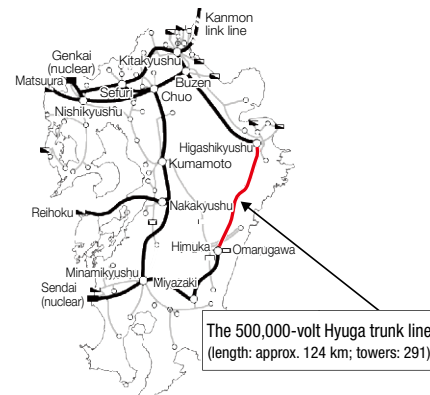 Kanmon
link line
Kitakyushu
Genkai
(nuclear)
Matsuura
Buzen
Sefuri
Chuo
Nishikyushu
Higashikyushu
Kumamoto
Reihoku
Nakakyushu
Himuka
Omarugawa
Minamikyushu
Miyazaki
Sendai
(nuclear)
The 500,000-volt Hyuga trunk line
(length: approx. 124 km; towers: 291)